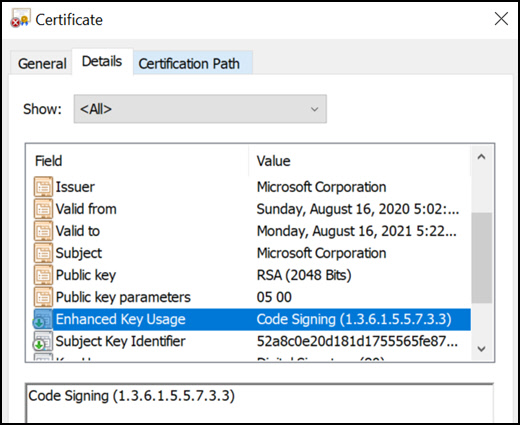 Certificate
General Details Certification Path
Show: <All>
Field Value
Issuer Microsoft Corporation
Valid from Sunday, August 16, 2020 5:02:...
Valid to Monday, August 16, 2021 5:22...
Subject Microsoft Corporation
Public key RSA (2048 Bits)
Public key parameters 05 00
Enhanced Key Usage Code Signing (1.3.6.1.5.5.7.3.3)
Subject Key Identifier 52a8c0e20d181d1755565fe87...
Code Signing (1.3.6.1.5.5.7.3.3)